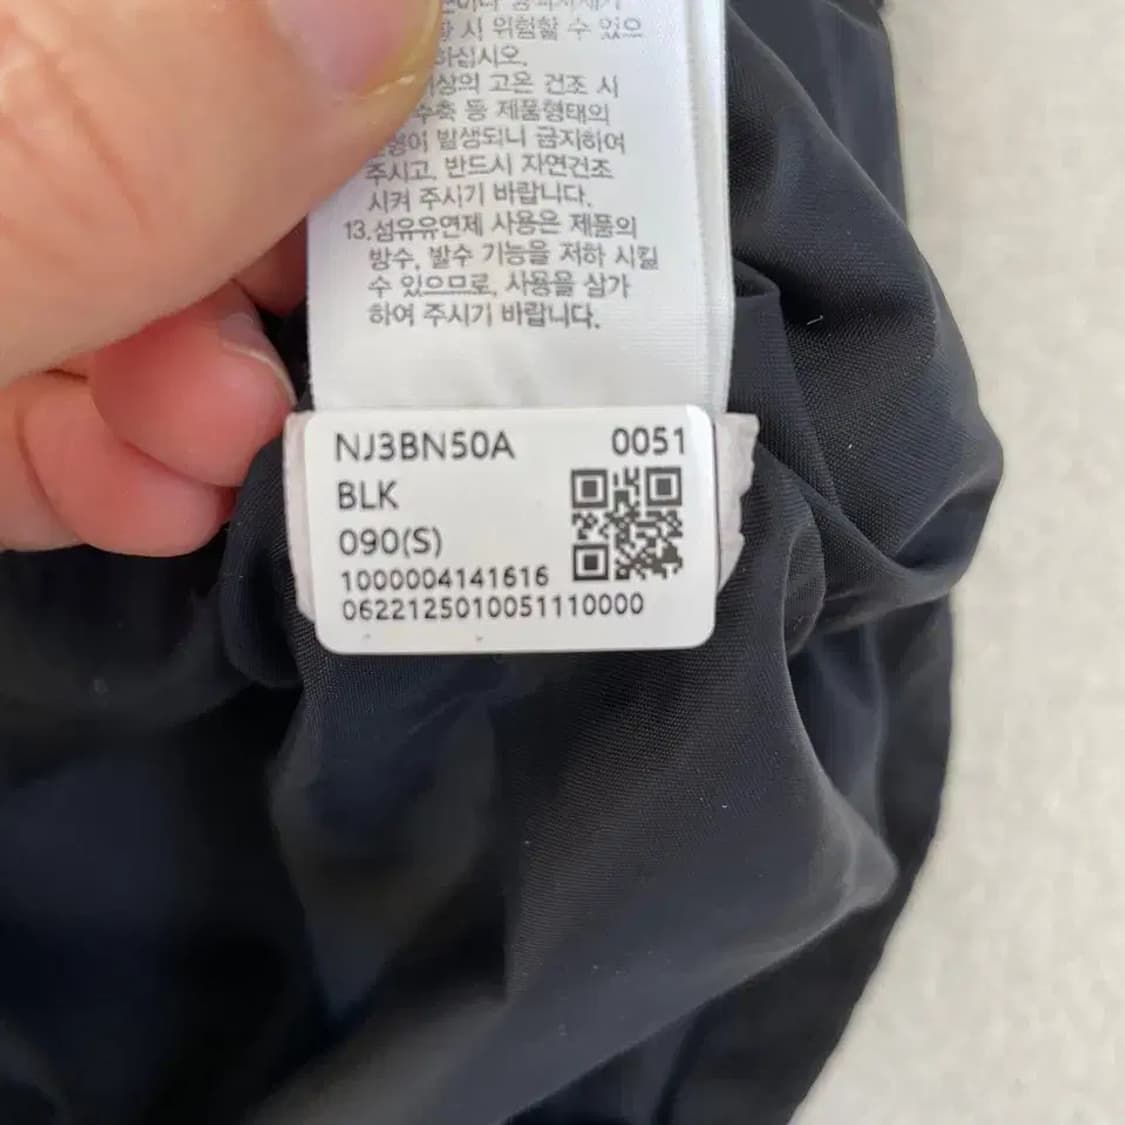 시 위험할 수 있으
하십시오.
이상의 고온 건조 시
수축 등 제품형태의
변형이 발생되니 금지하여
주시고, 반드시 자연건조
시켜 주시기 바랍니다.
13.섬유유연제 사용은 제품의
방수, 발수 기능을 저하 시킬
수 있으므로, 사용을 삼가
하여 주시기 바랍니다.
NJ3BN50A 0051
BLK
090(S)
1000004141616
0622125010051110000